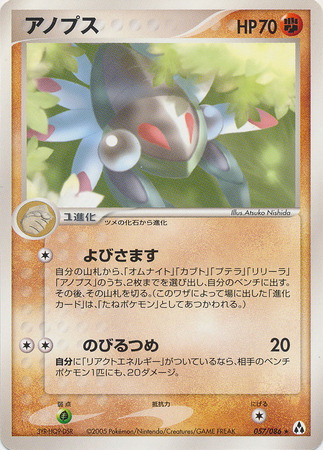 アノプス HP70
Illus.Atsuko Nishida
1進化 ツメの化石から進化
よびさます
自分の山札から、「オムナイト」「カブト」「プテラ」「リリーラ」
「アノプス」のうち、2枚までを選び出し、自分のベンチに出す。
その後、その山札を切る。（このワザによって場に出した「進化
カード」は、「たねポケモン」としてあつかわれる。）
のびるつめ 20
自分に「リアクトエネルギー」がついているなら、相手のベンチ
ポケモン1匹にも、20ダメージ。
弱点 抵抗力 にげる
©2005 Pokémon/Nintendo/Creatures/GAME FREAK 057/086 ★